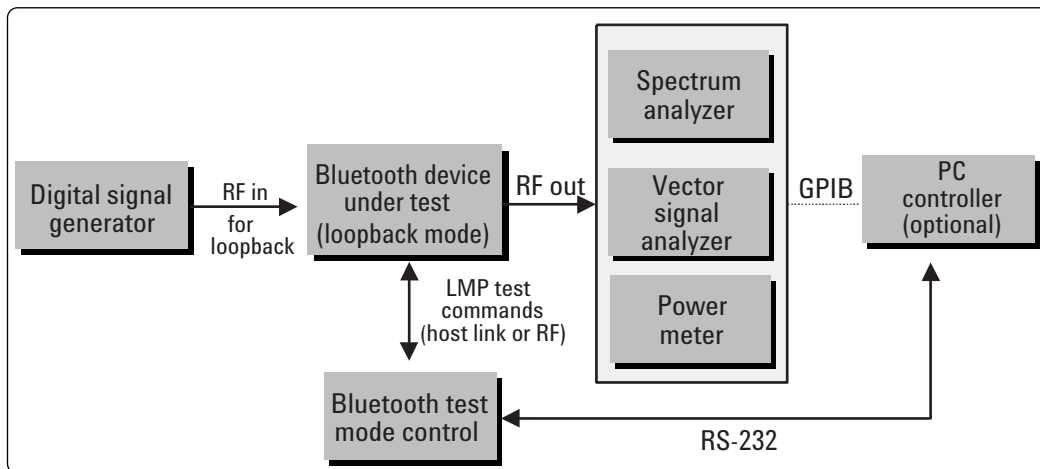 Digital signal
generator
RF in
for
loopback
Bluetooth device
under test
(loopback mode)
RF out
Spectrum
analyzer
Vector
signal
analyzer
Power
meter
GPIB
PC
controller
(optional)
LMP test
commands
(host link or RF)
Bluetooth test
mode control
RS-232